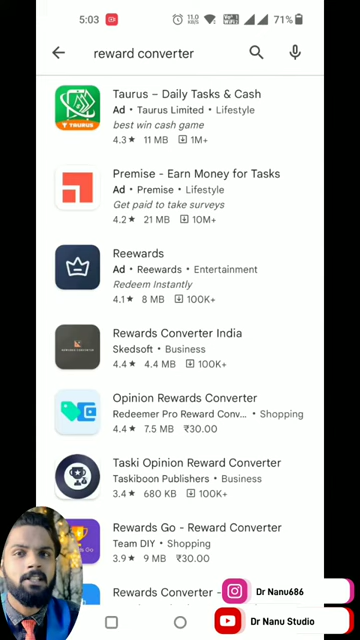 5:03
11.0
KB/S
71%
reward converter
Taurus – Daily Tasks & Cash
Ad • Taurus Limited • Lifestyle
best win cash game
4.3★ 11 MB 1M+
TAURUS
Premise - Earn Money for Tasks
Ad • Premise • Lifestyle
Get paid to take surveys
4.2★ 21 MB 10M+
Reewards
Ad • Reewards • Entertainment
Redeem Instantly
4.1★ 8 MB 100K+
Rewards Converter India
Skedsoft • Business
4.4★ 4.4 MB 100K+
Opinion Rewards Converter
Redeemer Pro Reward Conv... • Shopping
4.4★ 7.5 MB ₹30.00
Taski Opinion Reward Converter
Taskiboon Publishers • Business
3.4★ 680 KB 100K+
Rewards Go - Reward Converter
Team DIY • Shopping
3.9★ 9 MB ₹30.00
Rewards Converter -
Dr Nanu686
Dr Nanu Studio